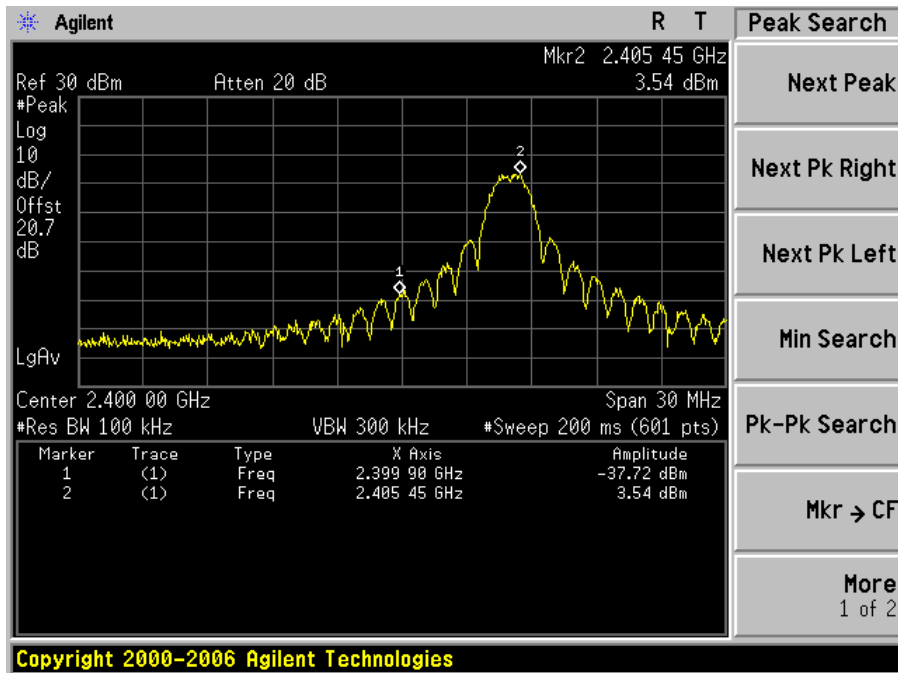 Agilent R T Peak Search
Mkr2 2.405 45 GHz
Ref 30 dBm Atten 20 dB 3.54 dBm
#Peak
Log
10
dB/
Offst
20.7
dB
LgAv
1
2
Center 2.400 00 GHz Span 30 MHz
#Res BW 100 kHz VBW 300 kHz #Sweep 200 ms (601 pts)
Marker Trace Type X Axis Amplitude
1 (1) Freq 2.399 90 GHz -37.72 dBm
2 (1) Freq 2.405 45 GHz 3.54 dBm
Next Peak
Next Pk Right
Next Pk Left
Min Search
Pk-Pk Search
Mkr → CF
More
1 of 2
Copyright 2000-2006 Agilent Technologies